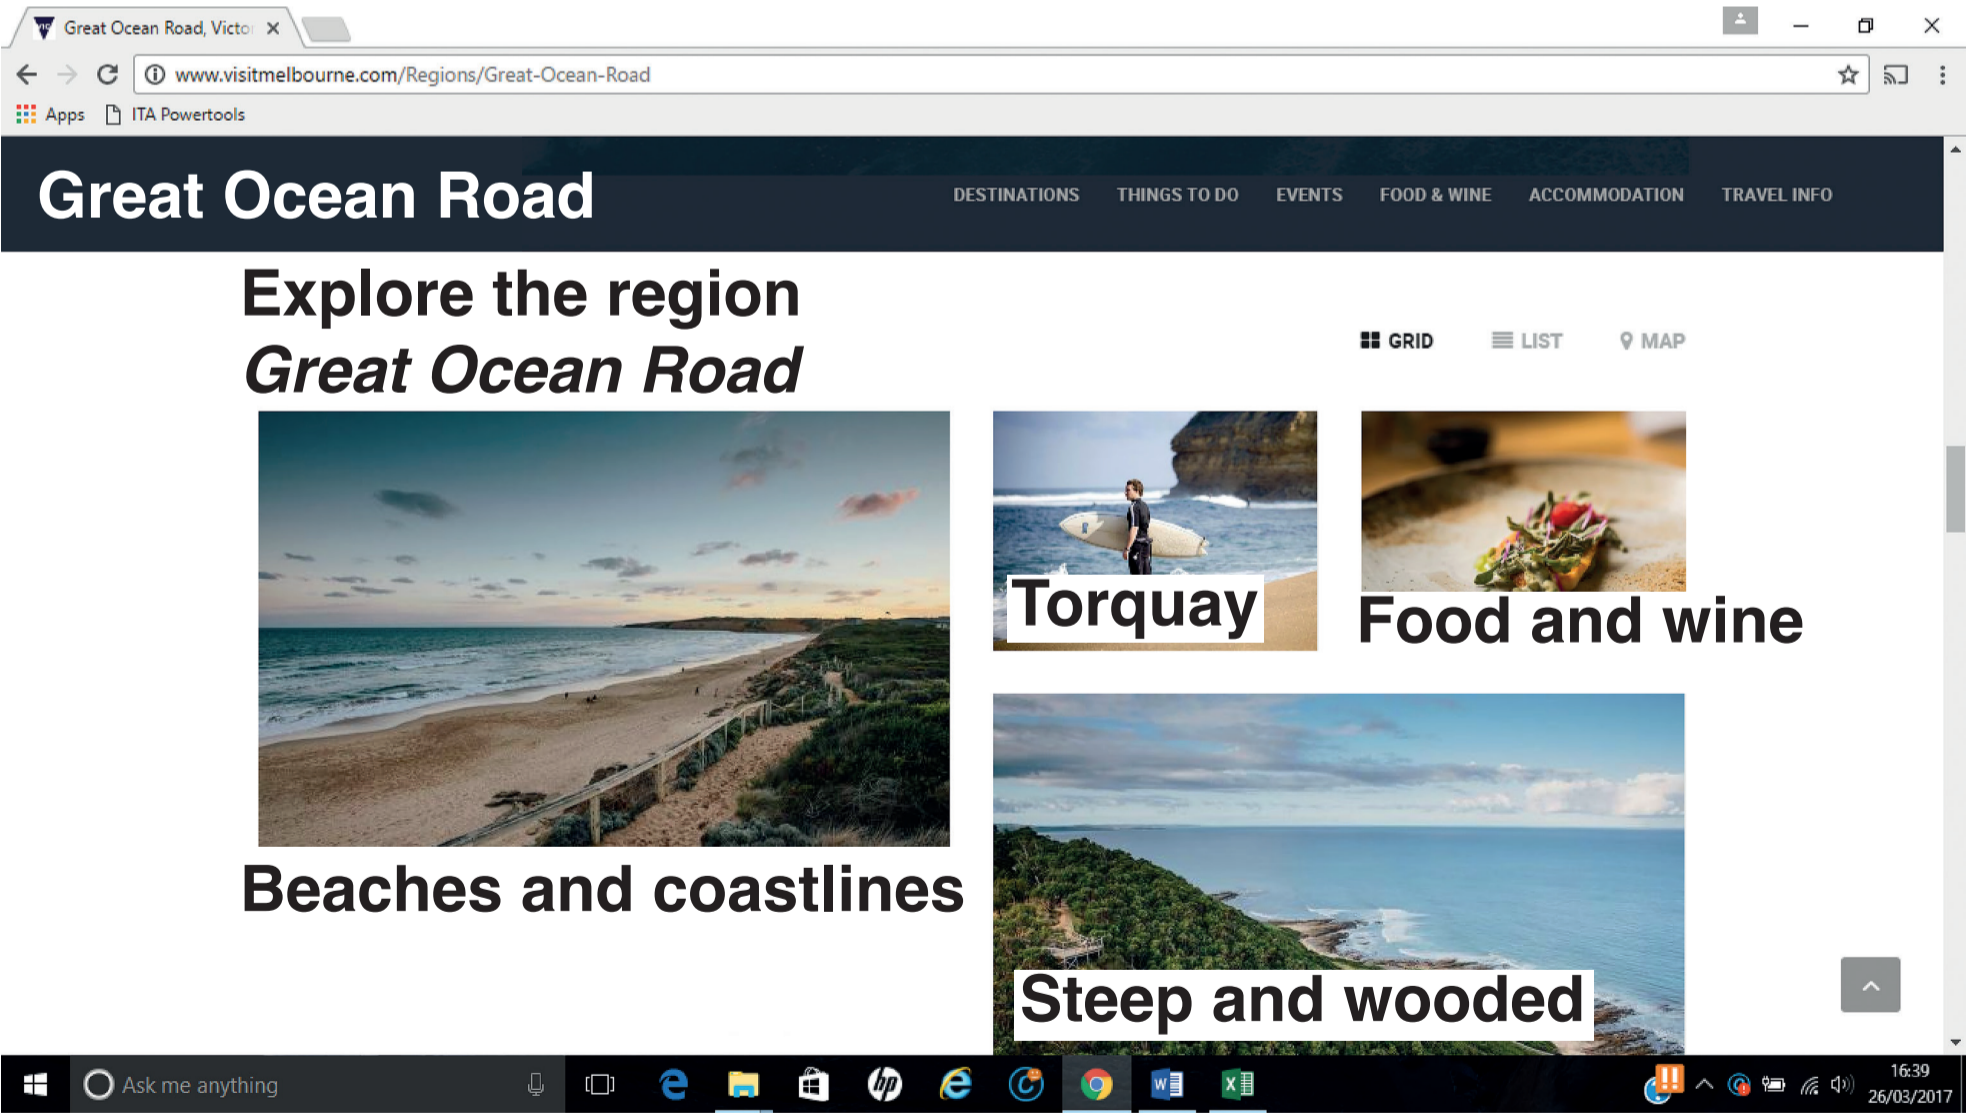 Great Ocean Road, Victo
www.visitmelbourne.com/Regions/Great-Ocean-Road
Apps ITA Powertools
Great Ocean Road
DESTINATIONS THINGS TO DO EVENTS FOOD & WINE ACCOMMODATION TRAVEL INFO
Explore the region
Great Ocean Road
GRID LIST MAP
Torquay
Food and wine
Beaches and coastlines
Steep and wooded
Ask me anything
16:39
26/03/2017